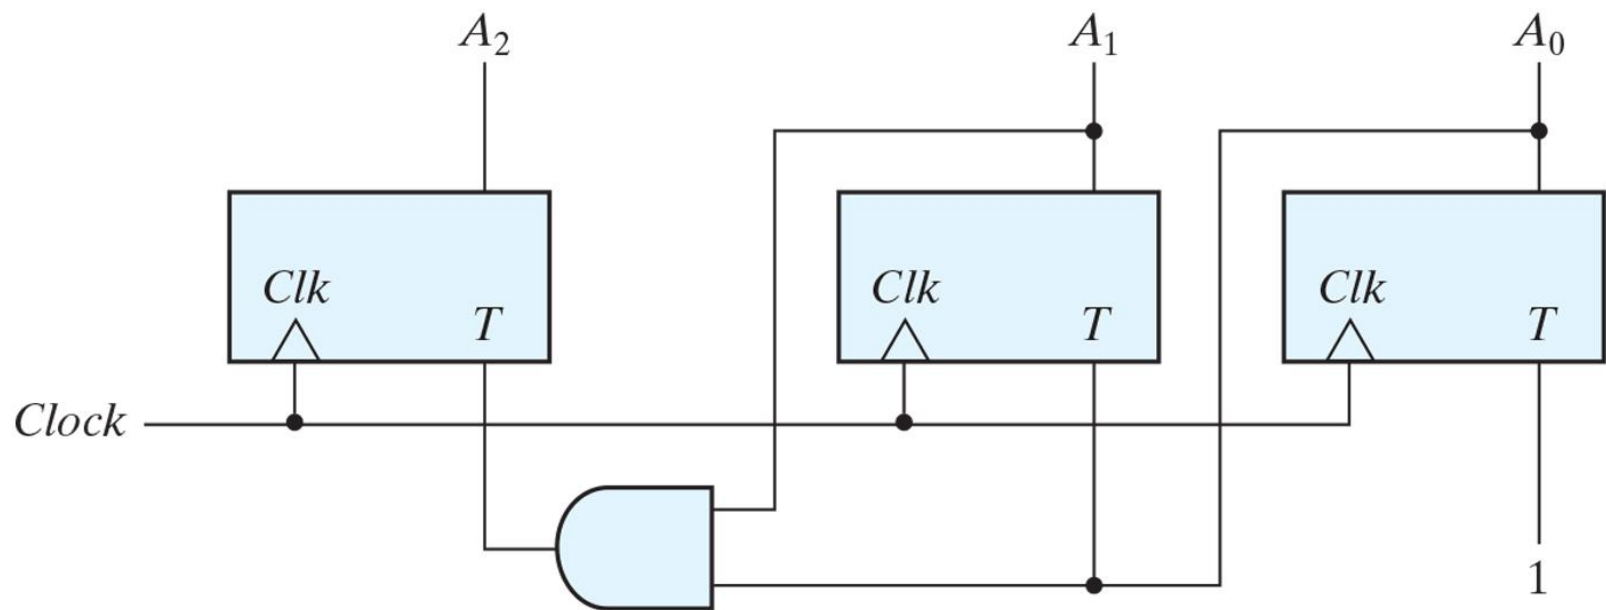 A₂ A₁ A₀
Clk Clk Clk
T T T
Clock
1